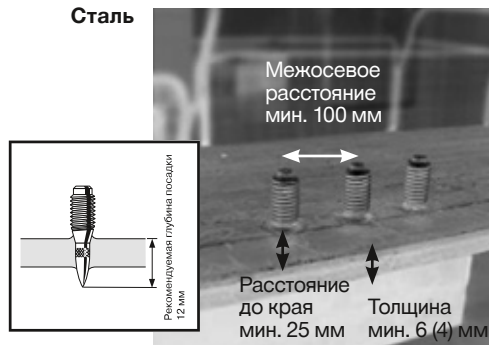 Сталь
Межосевое
расстояние
мин. 100 мм
Рекомендуемая глубина посадки
12 мм
Расстояние
до края
мин. 25 мм
Толщина
мин. 6 (4) мм